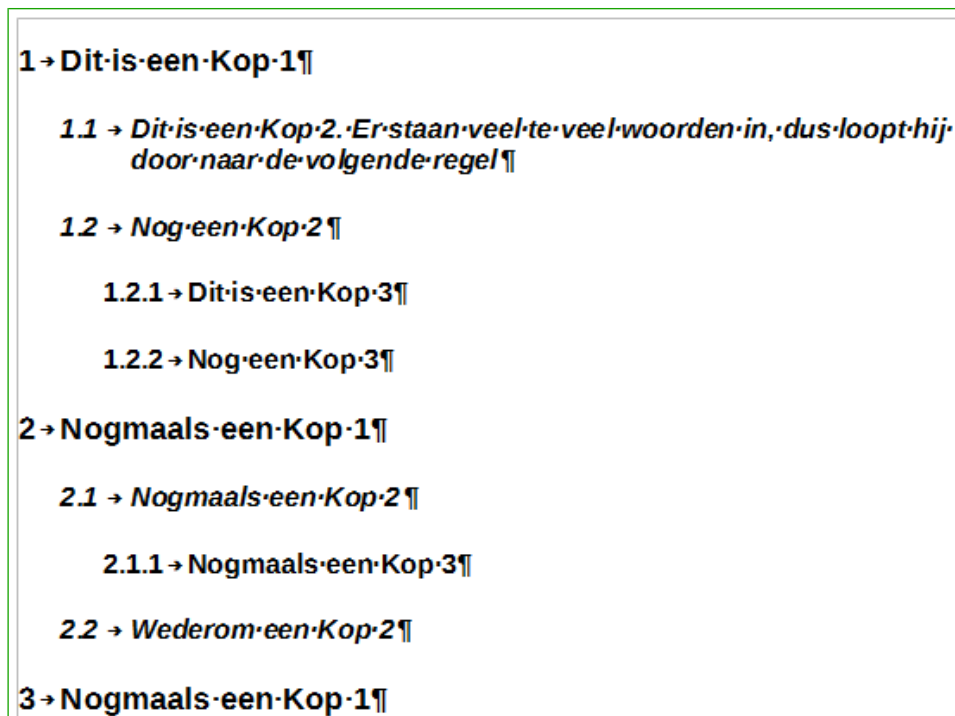 1 Dit is een Kop 1¶
1.1 Dit is een Kop 2. Er staan veel te veel woorden in, dus loopt hij
door naar de volgende regel¶
1.2 Nog een Kop 2¶
1.2.1 Dit is een Kop 3¶
1.2.2 Nog een Kop 3¶
2 Nogmaals een Kop 1¶
2.1 Nogmaals een Kop 2¶
2.1.1 Nogmaals een Kop 3¶
2.2 Wederom een Kop 2¶
3 Nogmaals een Kop 1¶